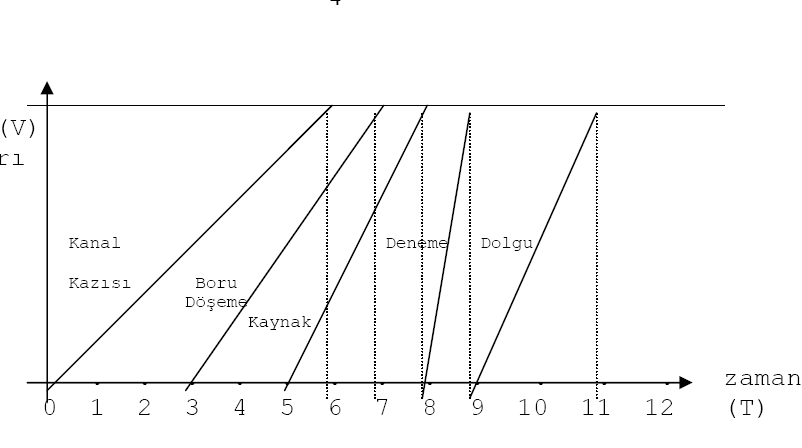 (V)
rı
Kanal
Kazısı
Boru
Döşeme
Kaynak
Deneme
Dolgu
0 1 2 3 4 5 6 7 8 9 10 11 12
zaman
(T)